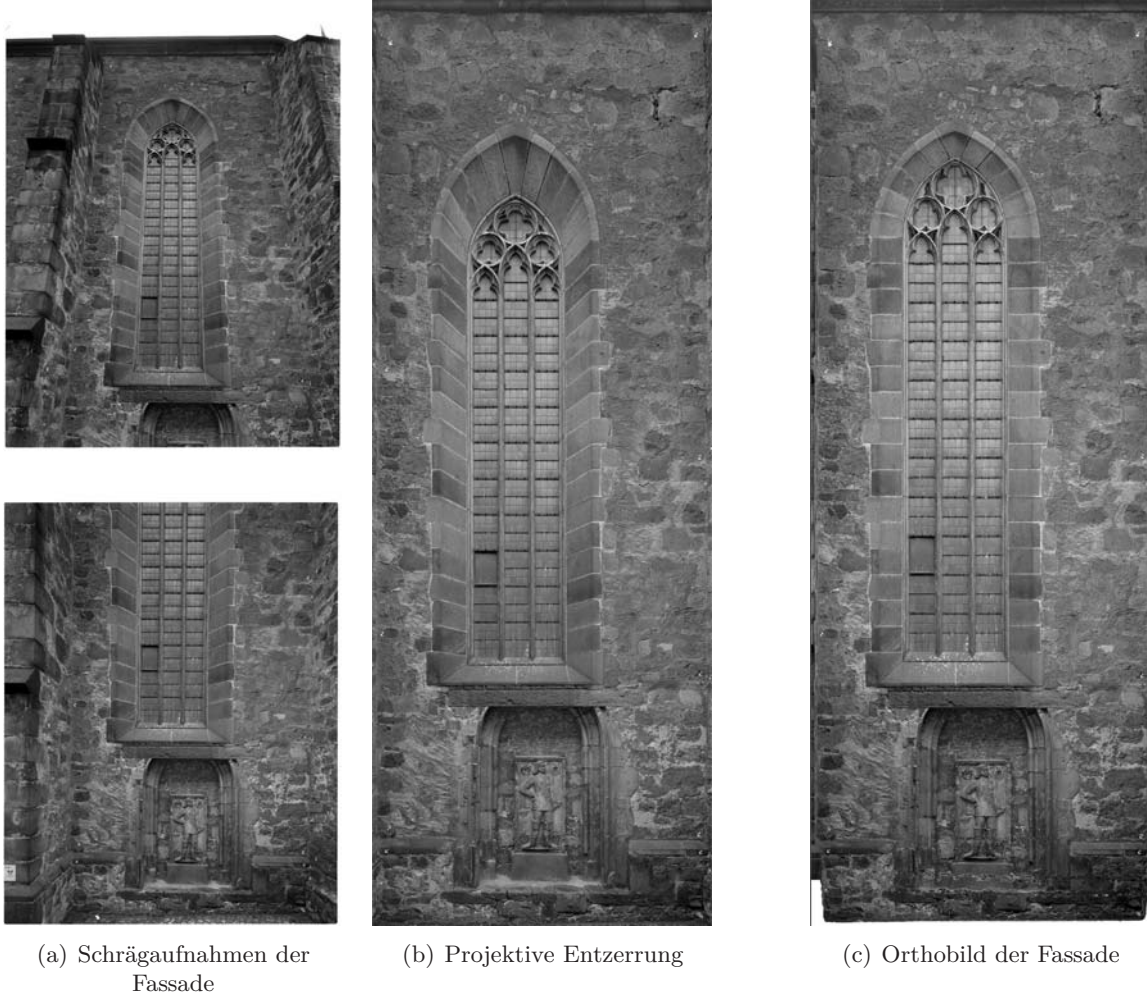 (a) Schrägaufnahmen der
Fassade
(b) Projektive Entzerrung
(c) Orthobild der Fassade